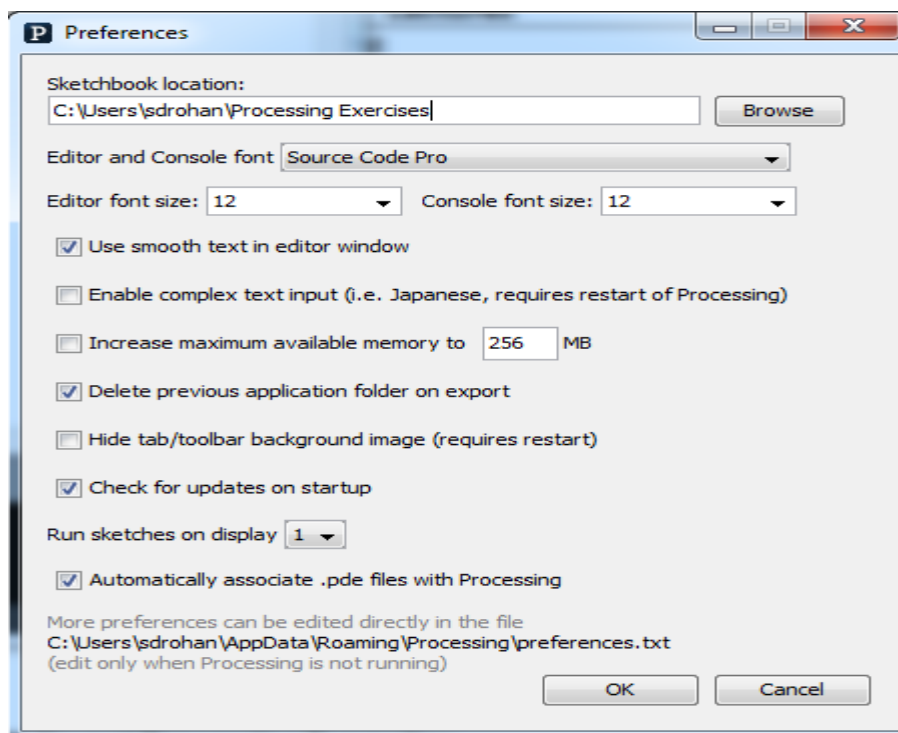 P Preferences
Sketchbook location:
C:\Users\sdrohan\Processing Exercises Browse
Editor and Console font Source Code Pro
Editor font size: 12 Console font size: 12
Use smooth text in editor window
Enable complex text input (i.e. Japanese, requires restart of Processing)
Increase maximum available memory to 256 MB
Delete previous application folder on export
Hide tab/toolbar background image (requires restart)
Check for updates on startup
Run sketches on display 1
Automatically associate .pde files with Processing
More preferences can be edited directly in the file
C:\Users\sdrohan\AppData\Roaming\Processing\preferences.txt
(edit only when Processing is not running)
OK Cancel